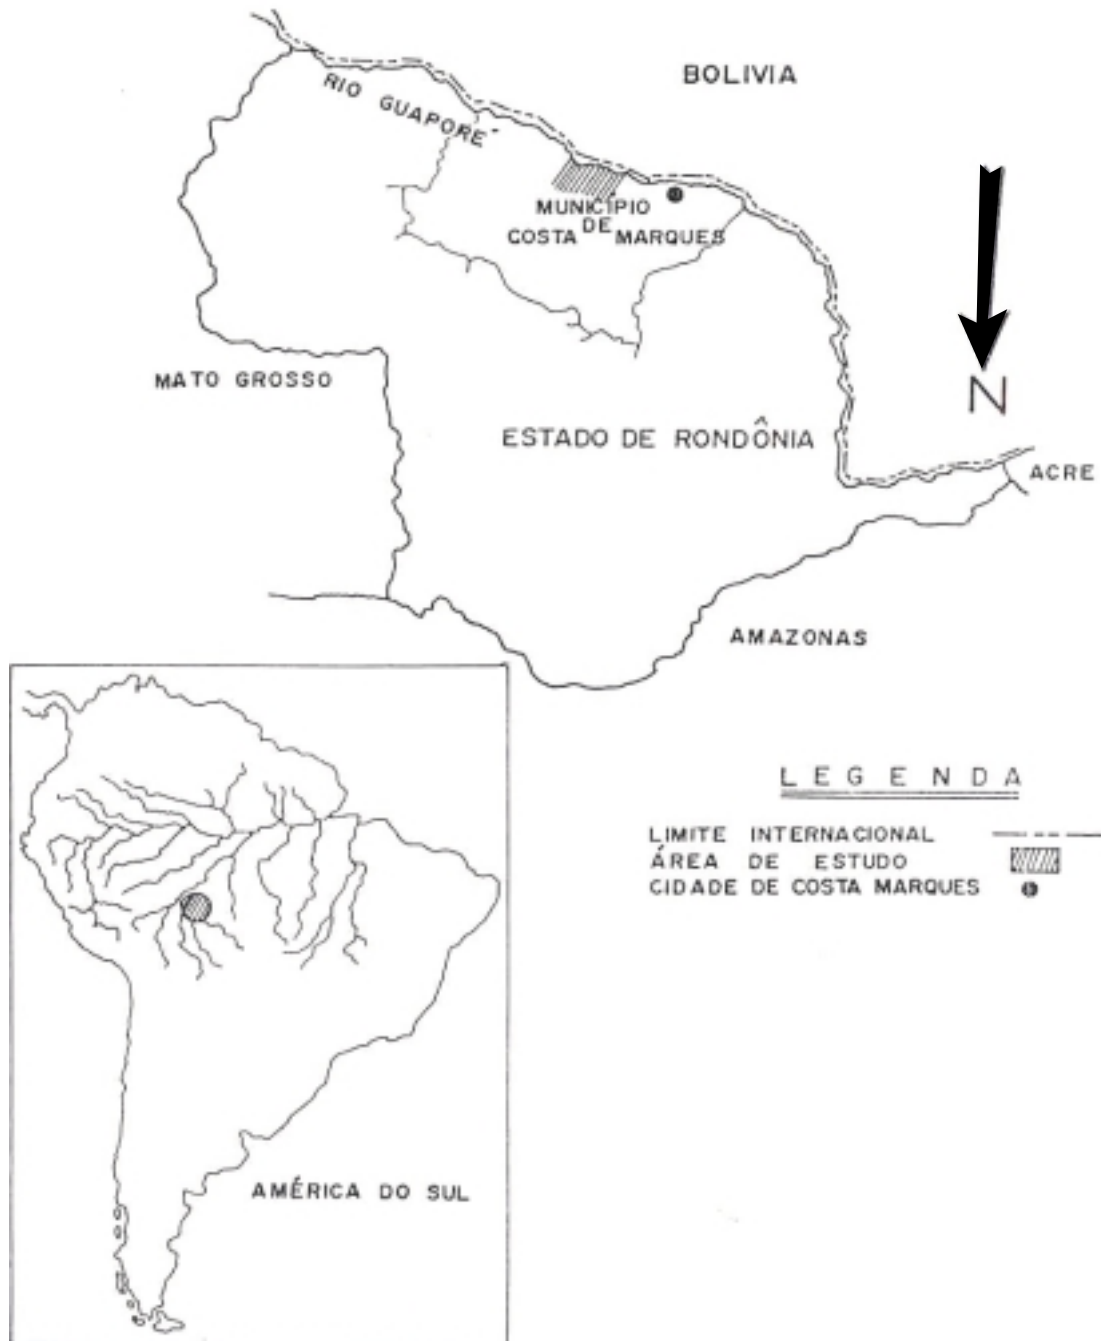 BOLIVIA
RIO GUAPORÉ
MUNICÍPIO
DE
COSTA MARQUES
N
MATO GROSSO
ESTADO DE RONDÔNIA
ACRE
AMAZONAS
LEGENDA
LIMITE INTERNACIONAL
ÁREA DE ESTUDO
CIDADE DE COSTA MARQUES
AMÉRICA DO SUL